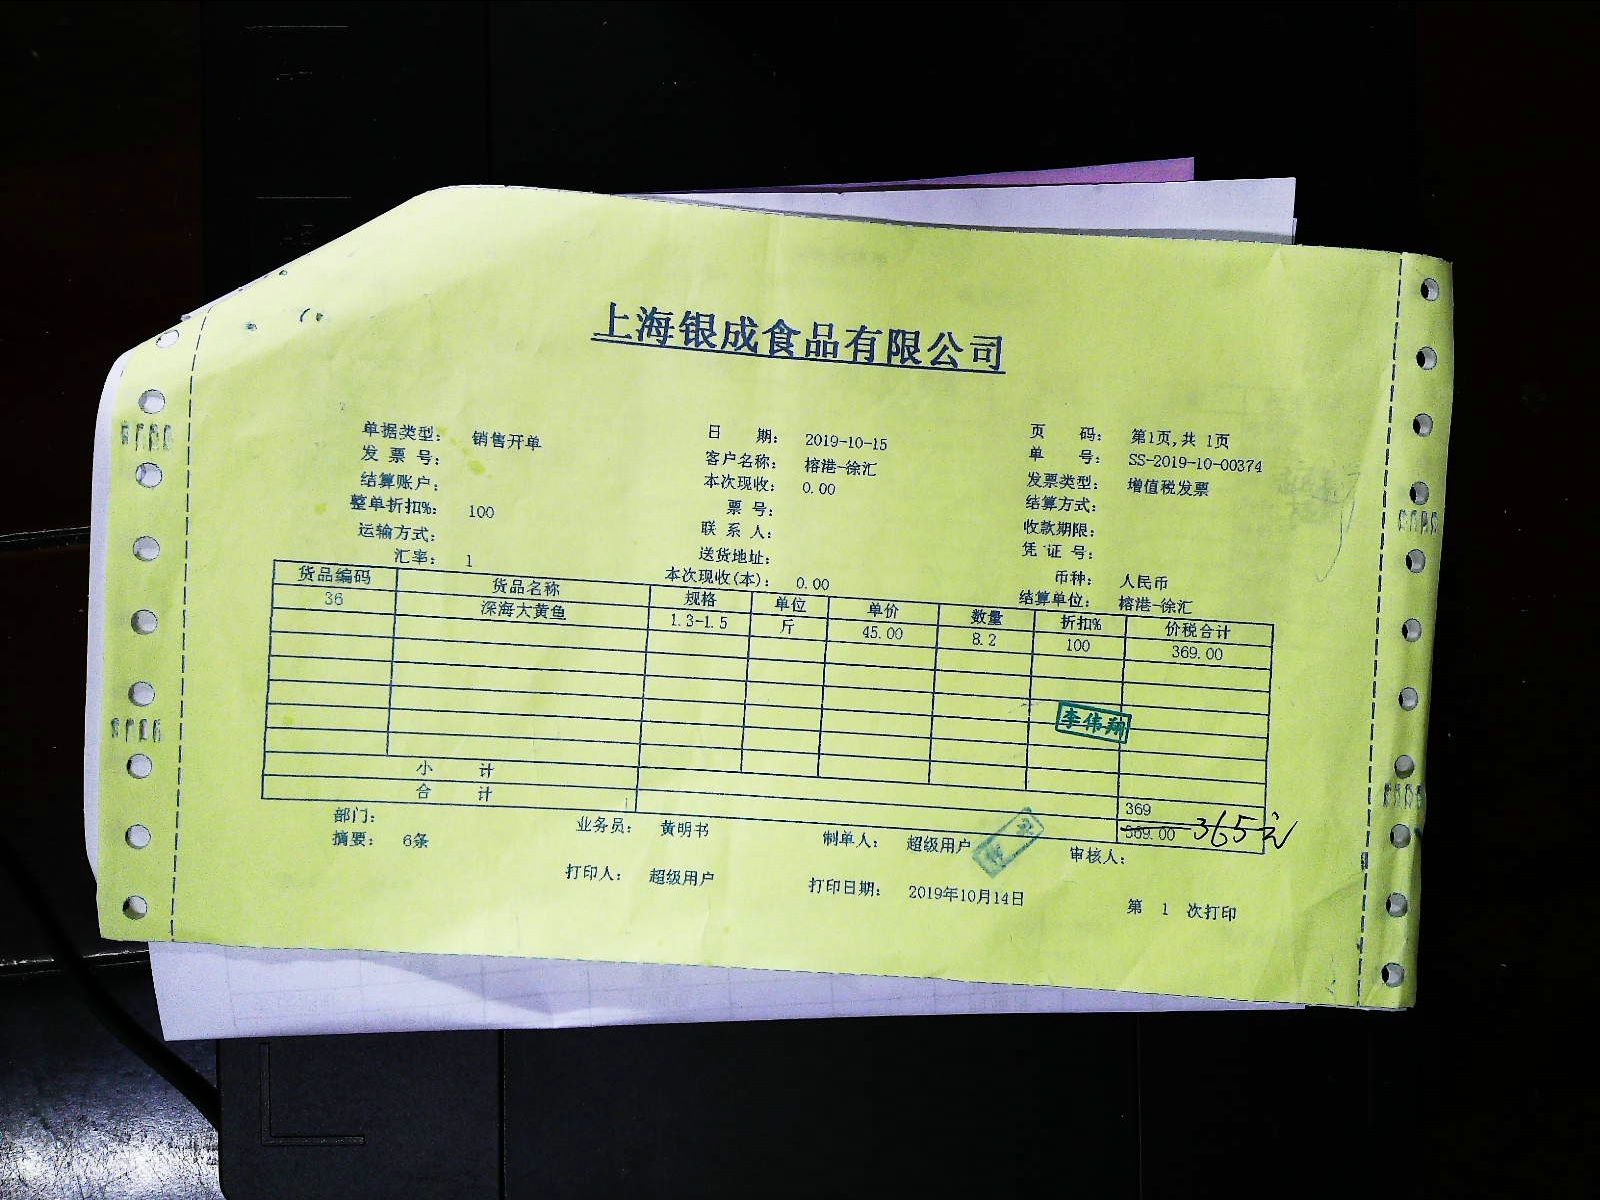 上海银成食品有限公司
单据类型： 销售开单 日 期： 2019-10-15 页 码： 第1页,共 1页
发 票 号： 客户名称： 榕港-徐汇 单 号： SS-2019-10-00374
结算账户： 本次现收： 0.00 发票类型： 增值税发票
整单折扣%： 100 票 号： 结算方式：
运输方式： 联 系 人： 收款期限：
汇率： 1 送货地址： 凭 证 号：
本次现收(本)： 0.00 币种： 人民币
结算单位： 榕港-徐汇
货品编码 货品名称 规格 单位 单价 数量 折扣% 价税合计
36 深海大黄鱼 1.3-1.5 斤 45.00 8.2 100 369.00
李伟翔
小 计 369
合 计 369.00 365元
部门： 业务员： 黄明书 制单人： 超级用户 审核人：
摘要： 6条
打印人： 超级用户 打印日期： 2019年10月14日 第 1 次打印